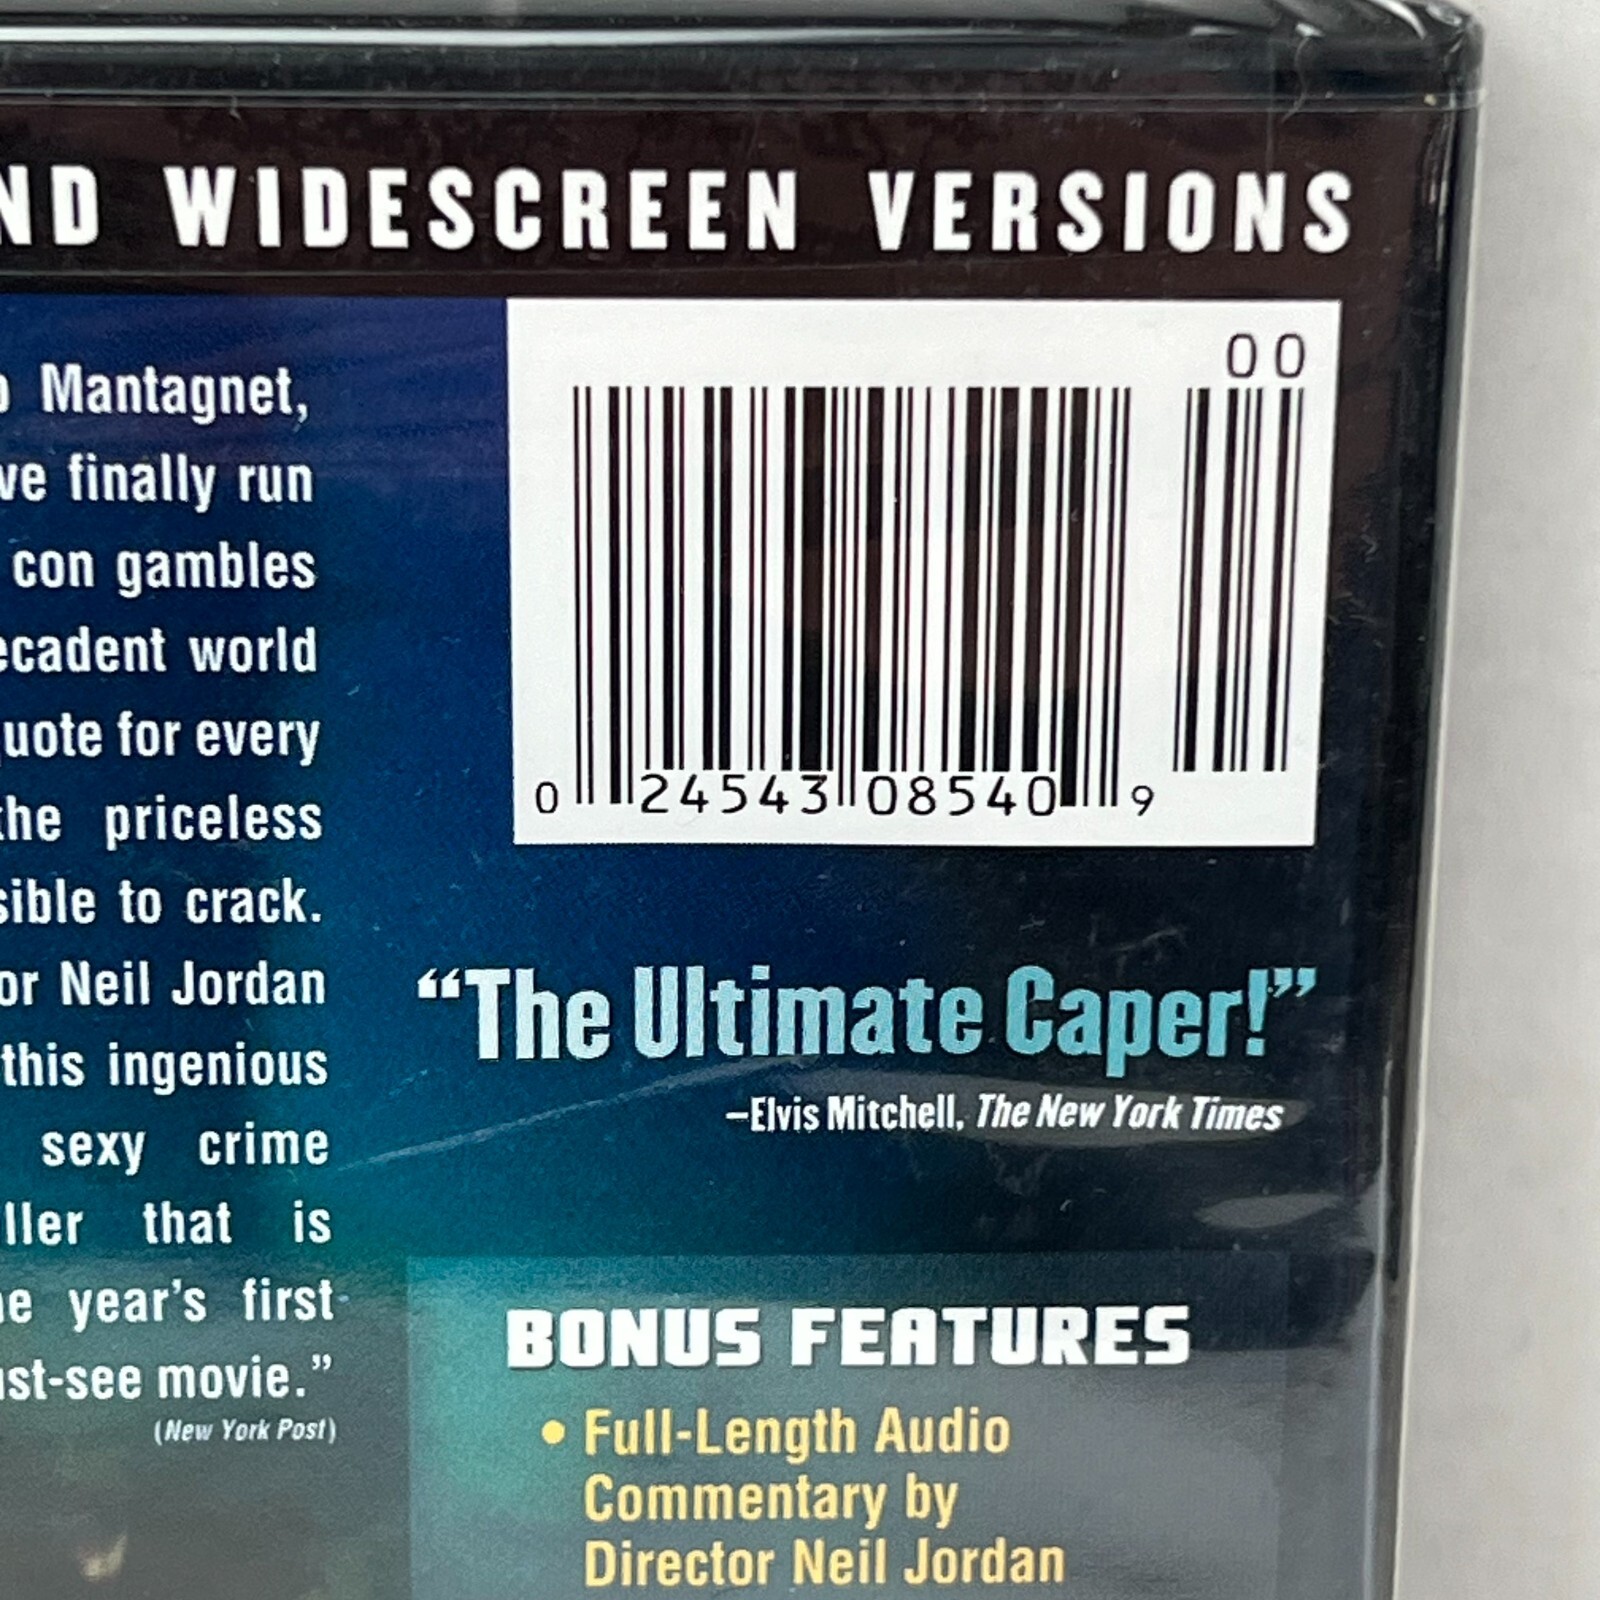 ND WIDESCREEN VERSIONS
00
0 24543 08540 9
Mantagnet,
ve finally run
con gambles
ecadent world
uote for every
the priceless
sible to crack.
or Neil Jordan
this ingenious
sexy crime
ller that is
he year's first
ust-see movie."
(New York Post)
"The Ultimate Caper!"
–Elvis Mitchell, The New York Times
BONUS FEATURES
• Full-Length Audio
Commentary by
Director Neil Jordan